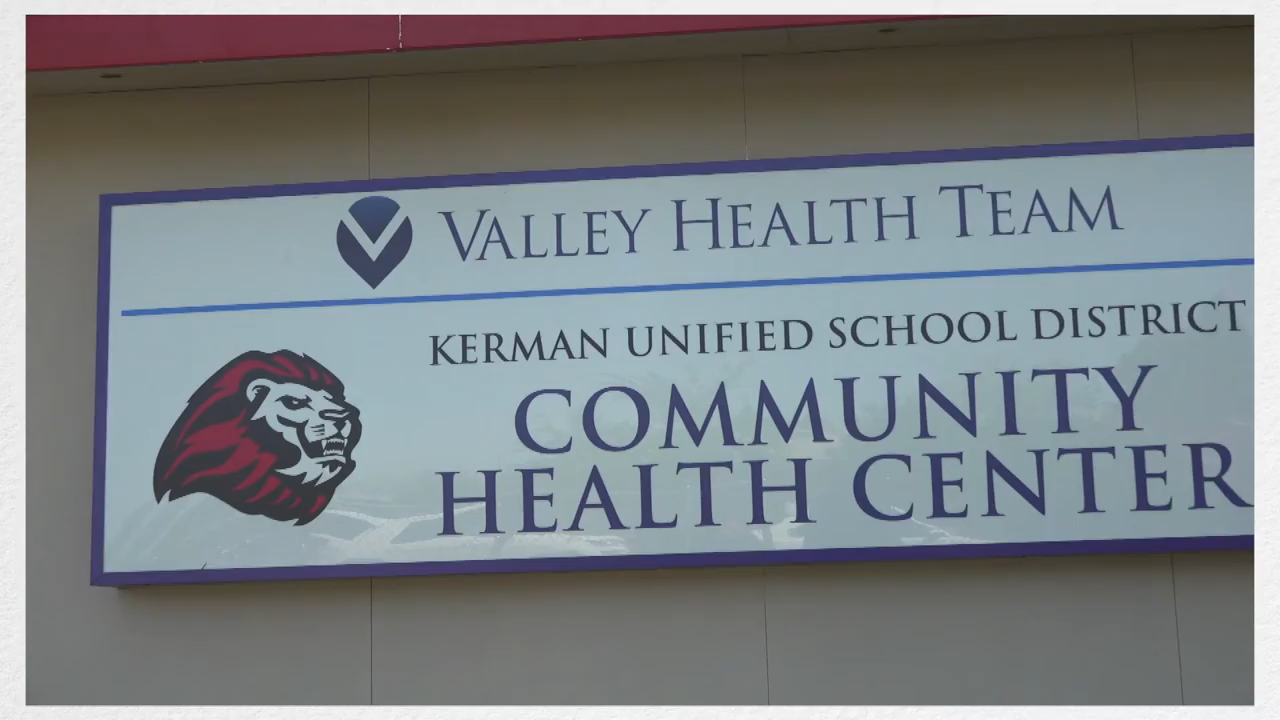 VALLEY HEALTH TEAM
KERMAN UNIFIED SCHOOL DISTRICT
COMMUNITY
HEALTH CENTER